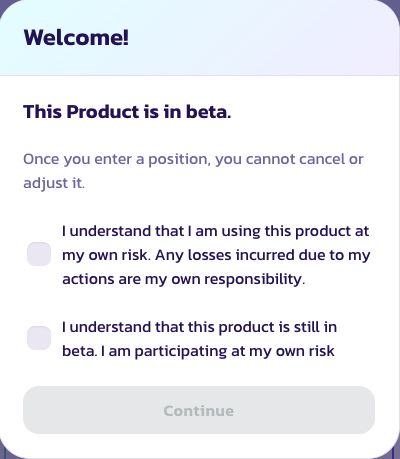 Welcome!
This Product is in beta.
Once you enter a position, you cannot cancel or
adjust it.
I understand that I am using this product at
my own risk. Any losses incurred due to my
actions are my own responsibility.
I understand that this product is still in
beta. I am participating at my own risk
Continue